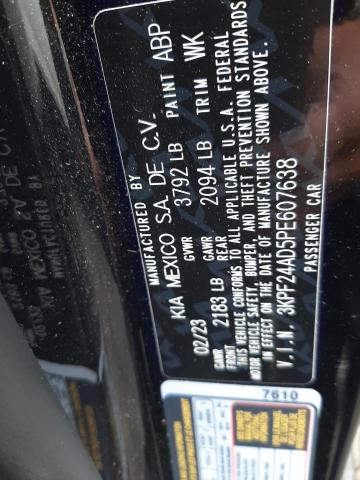 MANUFACTURED BY
KIA MEXICO S.A. DE C.V.
02/23 GVWR 3792 LB PAINT ABP
GAWR FRONT 2183 LB GAWR REAR 2094 LB TRIM WK
THIS VEHICLE CONFORMS TO ALL APPLICABLE U.S.A. FEDERAL
MOTOR VEHICLE SAFETY, BUMPER, AND THEFT PREVENTION STANDARDS
IN EFFECT ON THE DATE OF MANUFACTURE SHOWN ABOVE.
V.I.N. 3KPF24AD5PE607638
PASSENGER CAR
7610